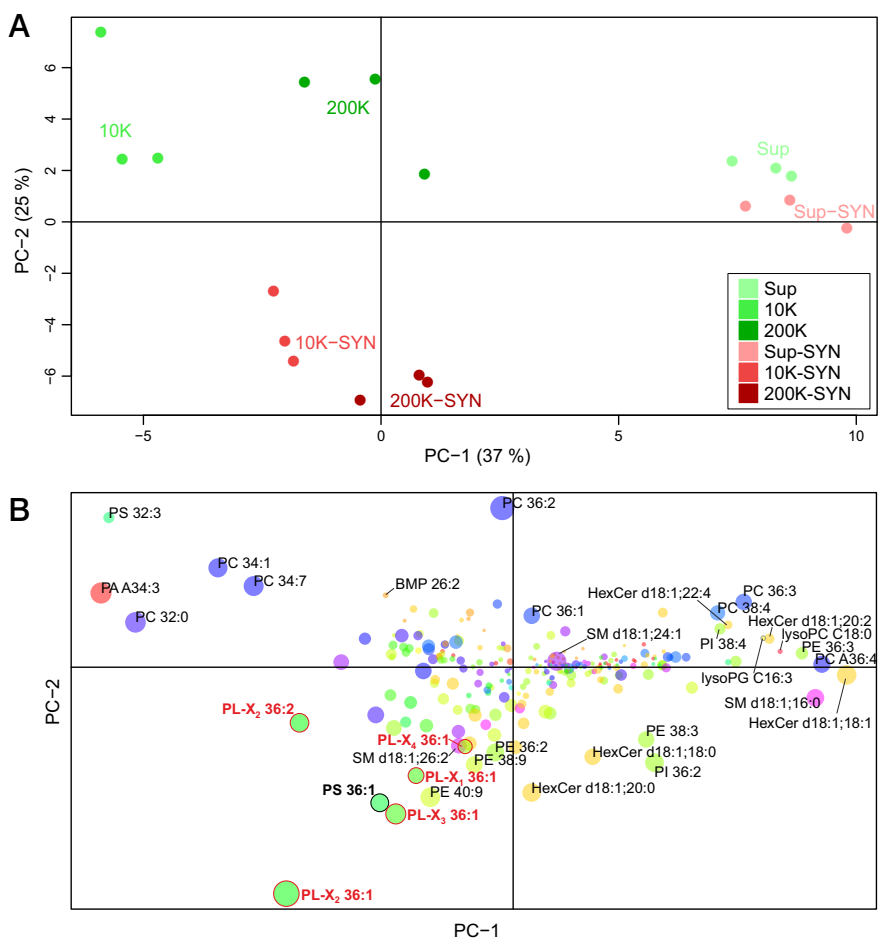 A
6
4
2
0
−2
−4
−6
PC−2 (25 %)
10K
200K
Sup
Sup−SYN
10K−SYN
200K−SYN
Sup
10K
200K
Sup-SYN
10K-SYN
200K-SYN
−5
0
5
10
PC−1 (37 %)
B
PC 36:2
PS 32:3
PC 34:1
PC 34:7
PA A34:3
PC 32:0
BMP 26:2
PC 36:1
HexCer d18:1;22:4
PC 36:3
PC 38:4
HexCer d18:1;20:2
SM d18:1;24:1
PI 38:4
lysoPC C18:0
PE 36:3
PC A36:4
lysoPG C16:3
SM d18:1;16:0
HexCer d18:1;18:1
PL-X₂ 36:2
PL-X₄ 36:1
PE 36:2
PE 38:3
SM d18:1;26:2
PE 38:9
HexCer d18:1;18:0
PI 36:2
PL-X₁ 36:1
PS 36:1
PE 40:9
HexCer d18:1;20:0
PL-X₃ 36:1
PL-X₂ 36:1
PC−2
PC−1